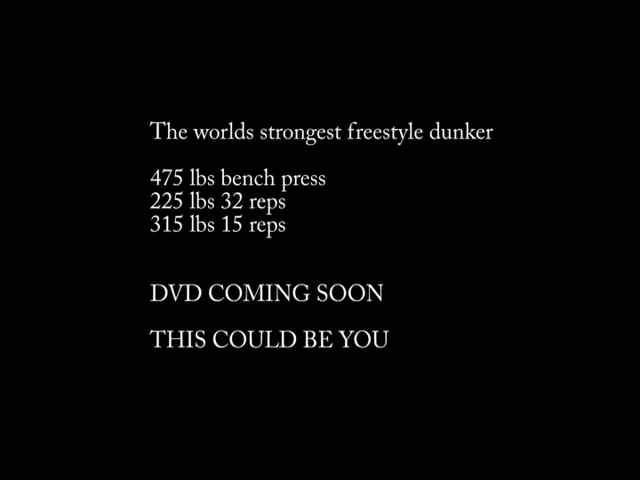 The worlds strongest freestyle dunker
475 lbs bench press
225 lbs 32 reps
315 lbs 15 reps
DVD COMING SOON
THIS COULD BE YOU